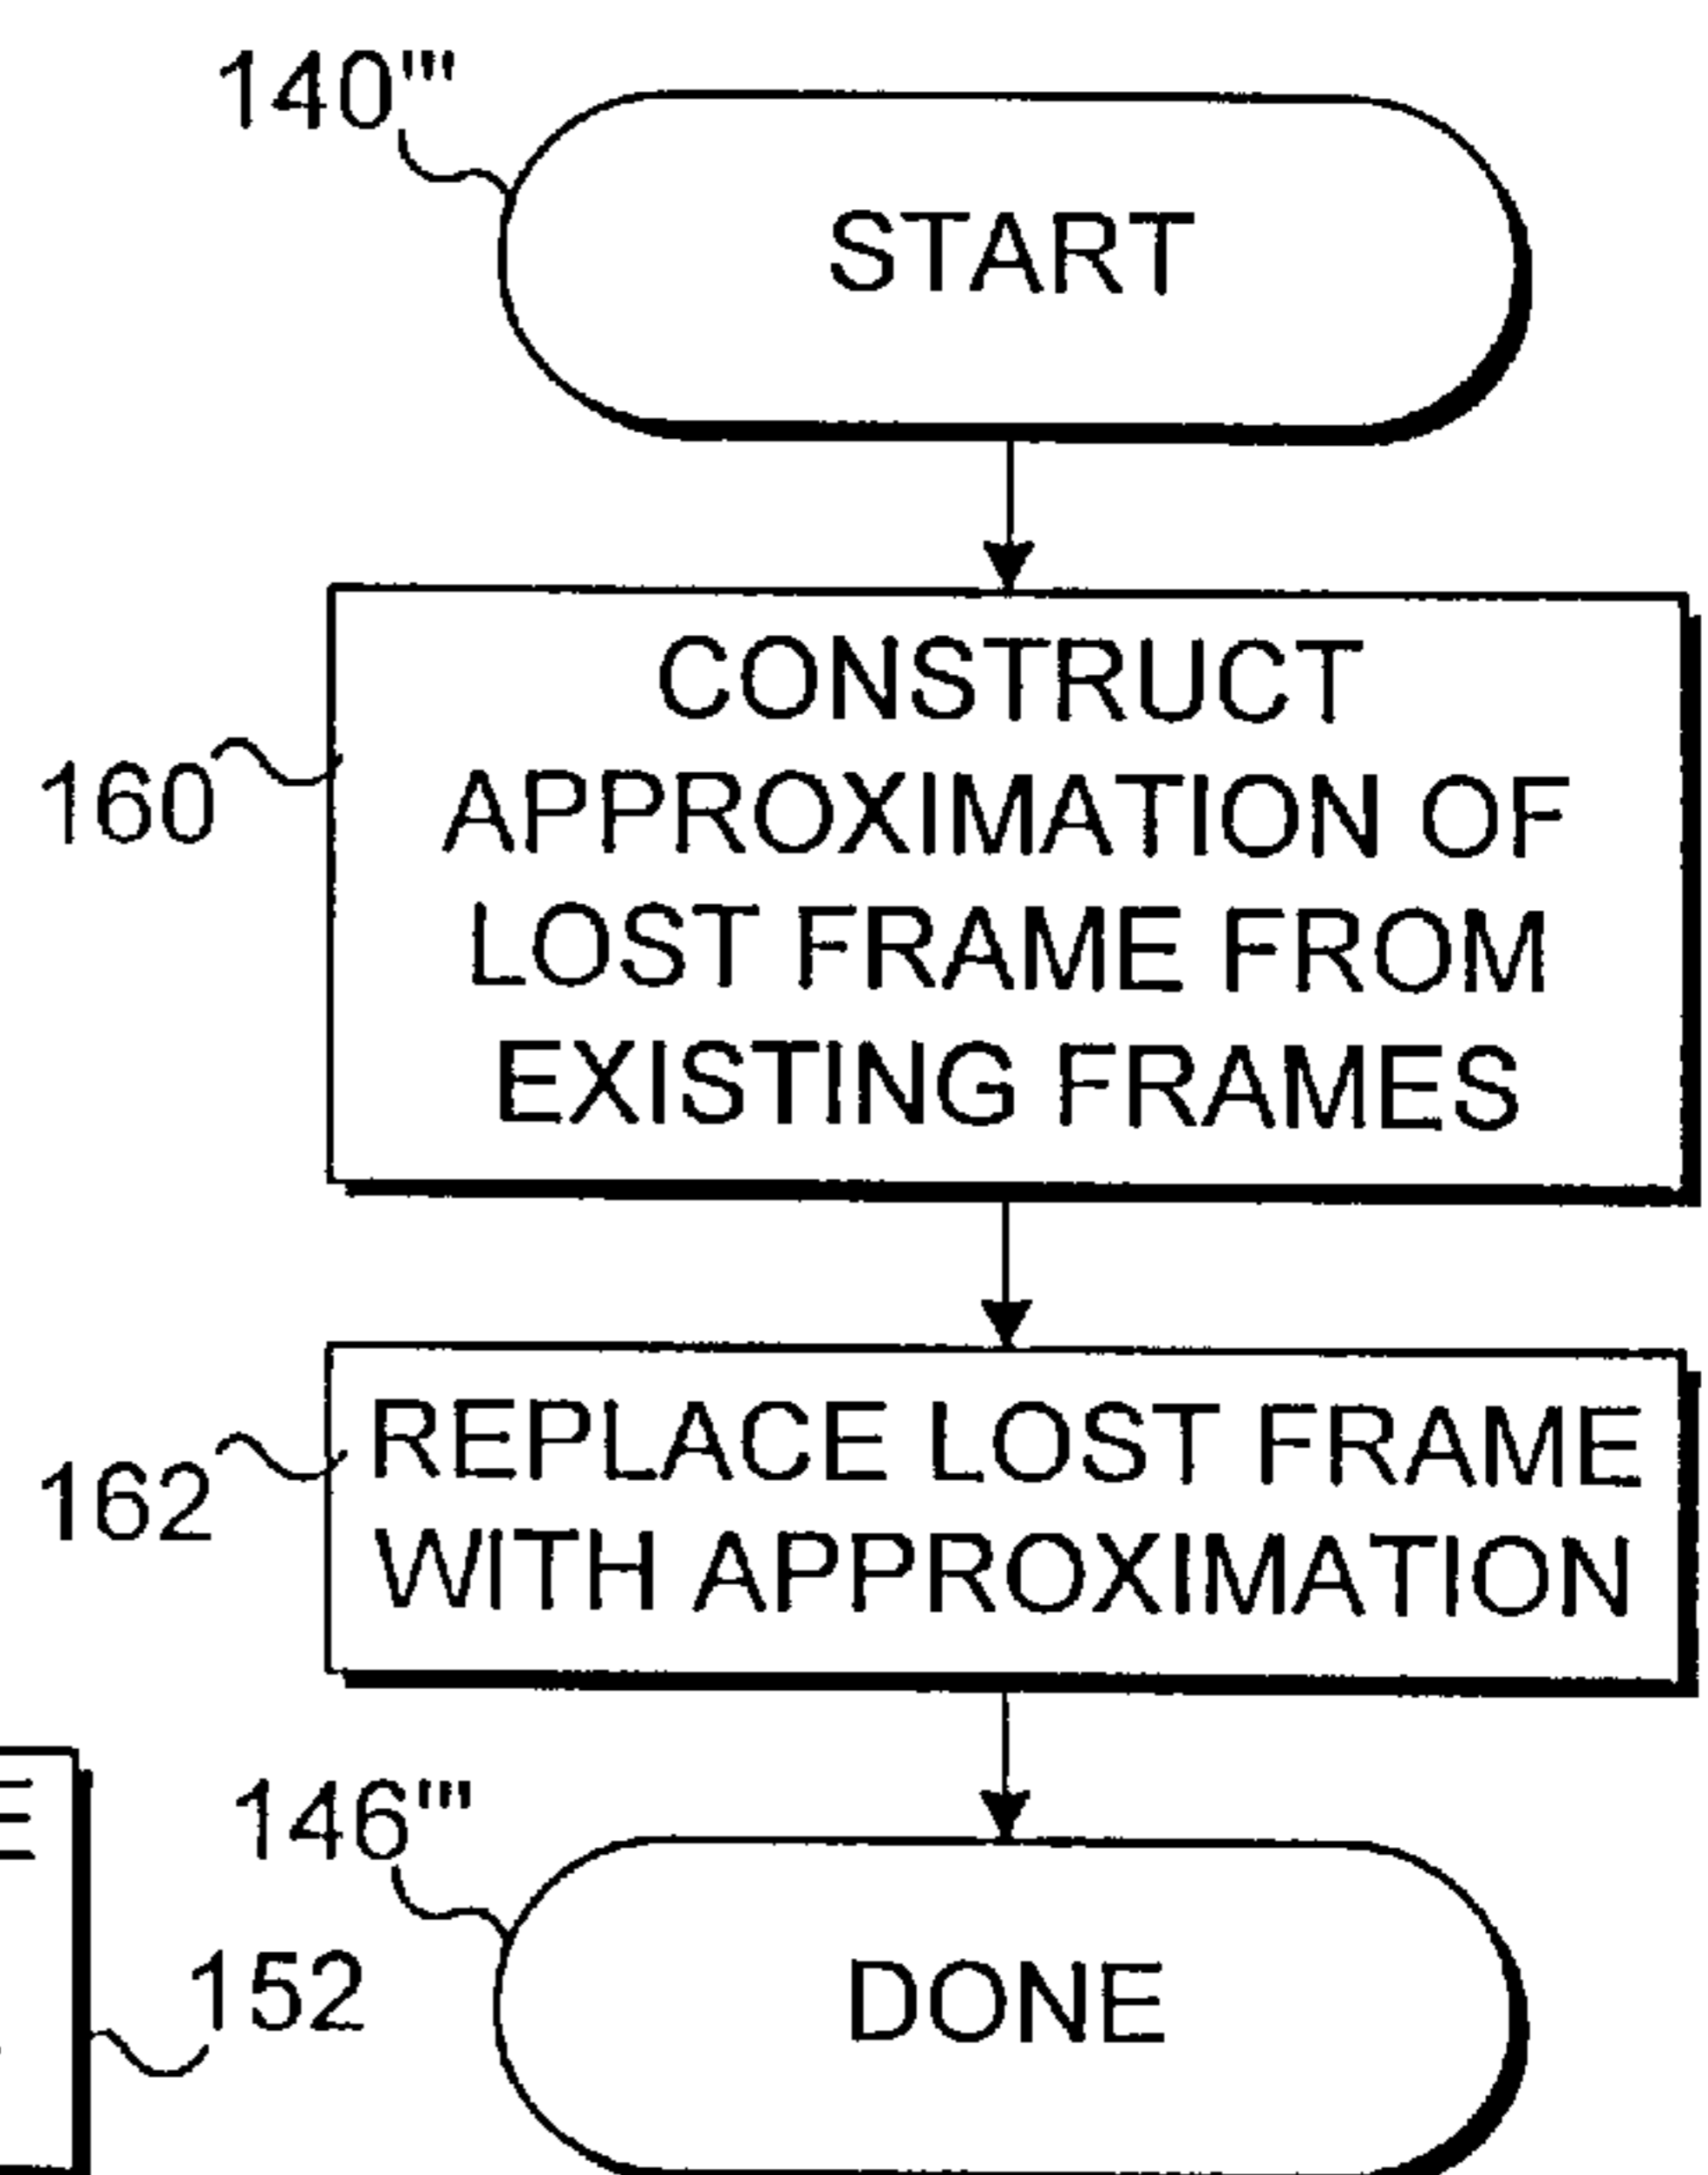 140'''
START
CONSTRUCT
APPROXIMATION OF
LOST FRAME FROM
EXISTING FRAMES
160
REPLACE LOST FRAME
WITH APPROXIMATION
162
146'''
DONE
E
152